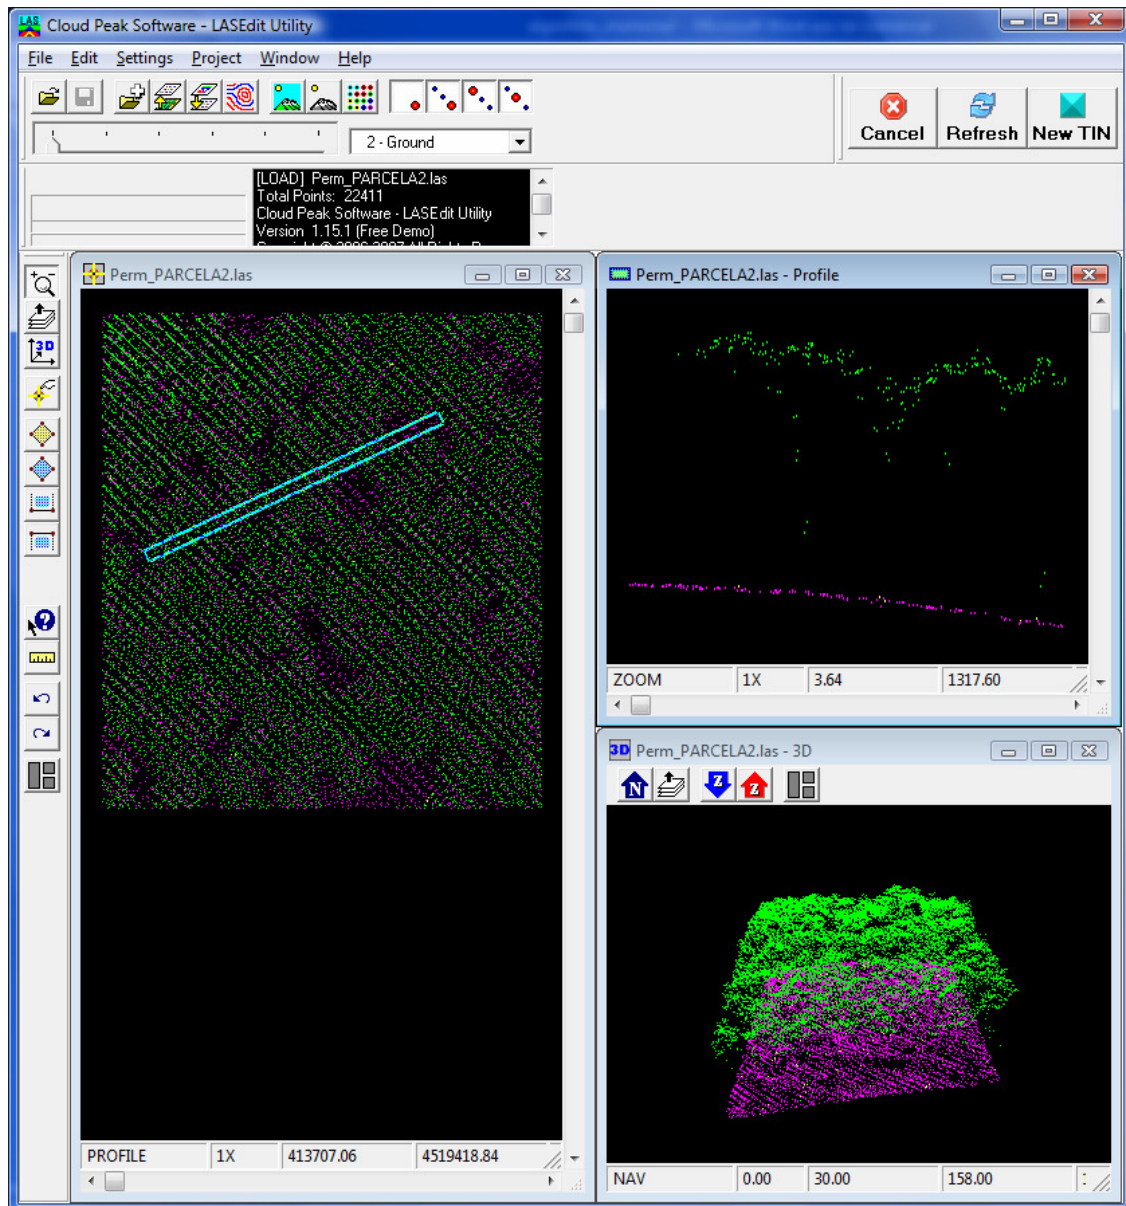 LAS Cloud Peak Software - LASEdit Utility
File Edit Settings Project Window Help
2 - Ground
Cancel Refresh New TIN
[LOAD] Perm_PARCELA2.las
Total Points: 22411
Cloud Peak Software - LASEdit Utility
Version 1.15.1 (Free Demo)
Perm_PARCELA2.las
Perm_PARCELA2.las - Profile
3D
ZOOM 1X 3.64 1317.60
3D Perm_PARCELA2.las - 3D
N Z Z
PROFILE 1X 413707.06 4519418.84
NAV 0.00 30.00 158.00